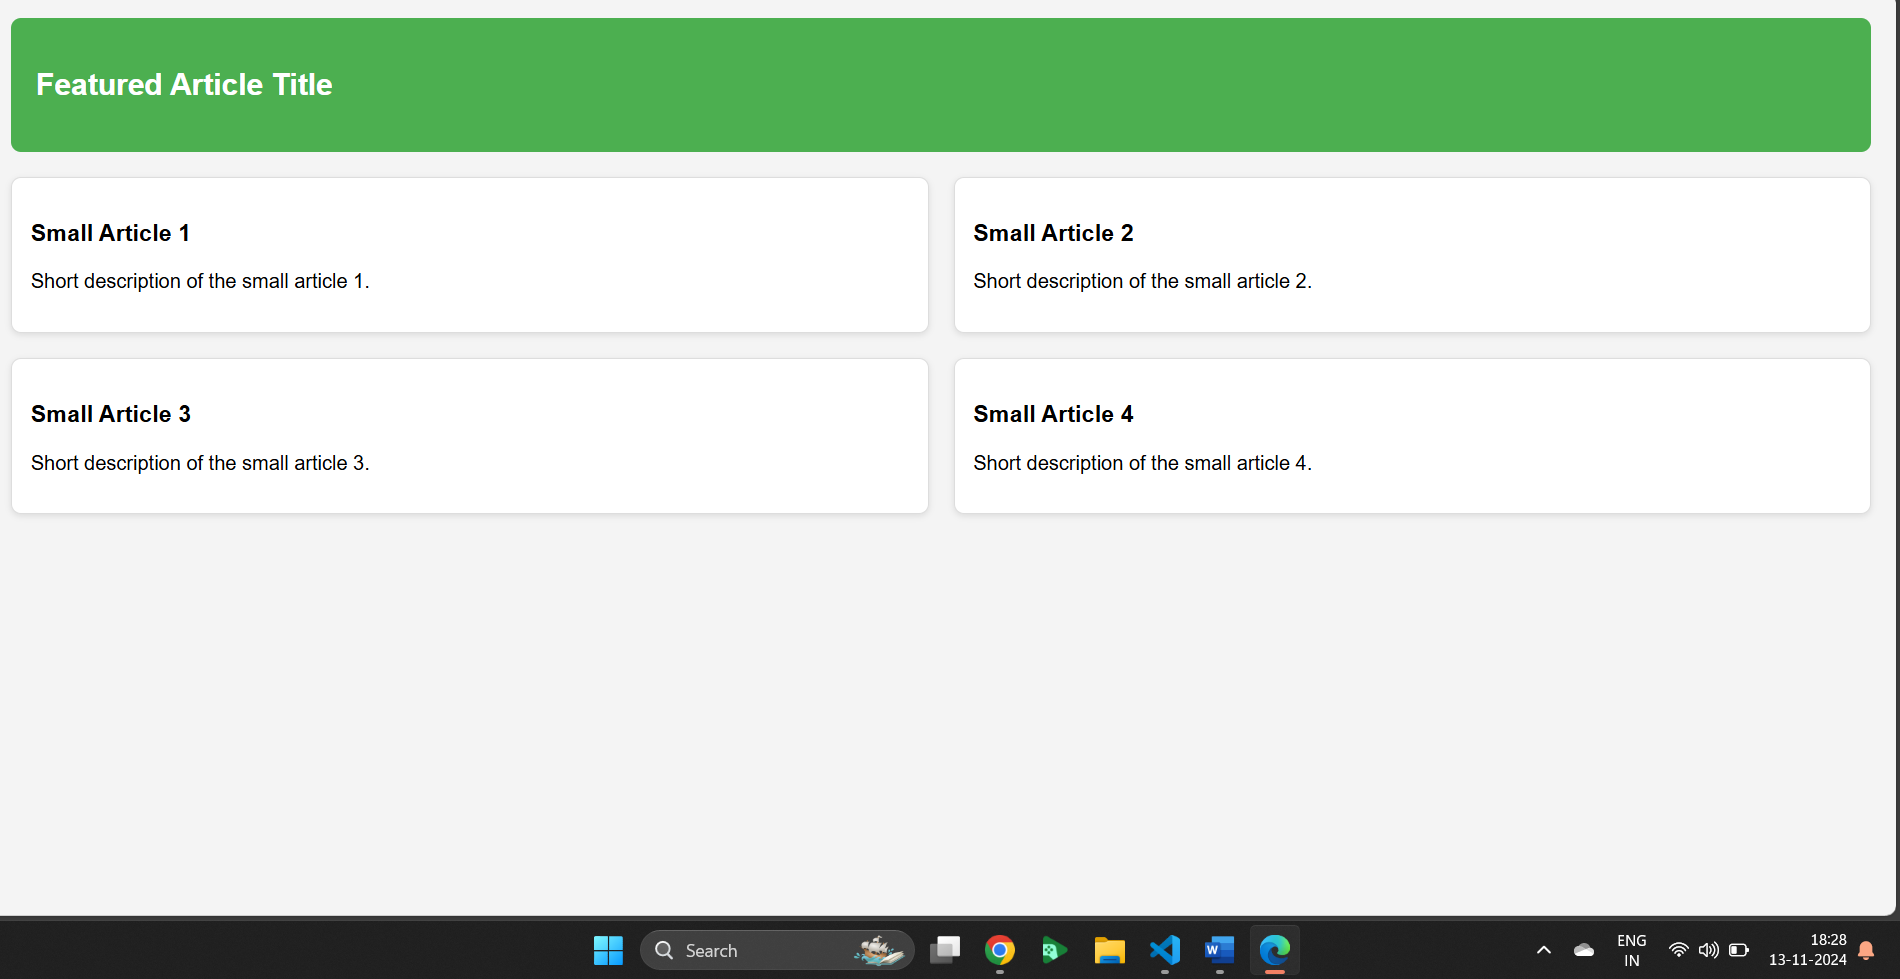 Featured Article Title
Small Article 1
Short description of the small article 1.
Small Article 2
Short description of the small article 2.
Small Article 3
Short description of the small article 3.
Small Article 4
Short description of the small article 4.
Search
W
ENG
IN
18:28
13-11-2024